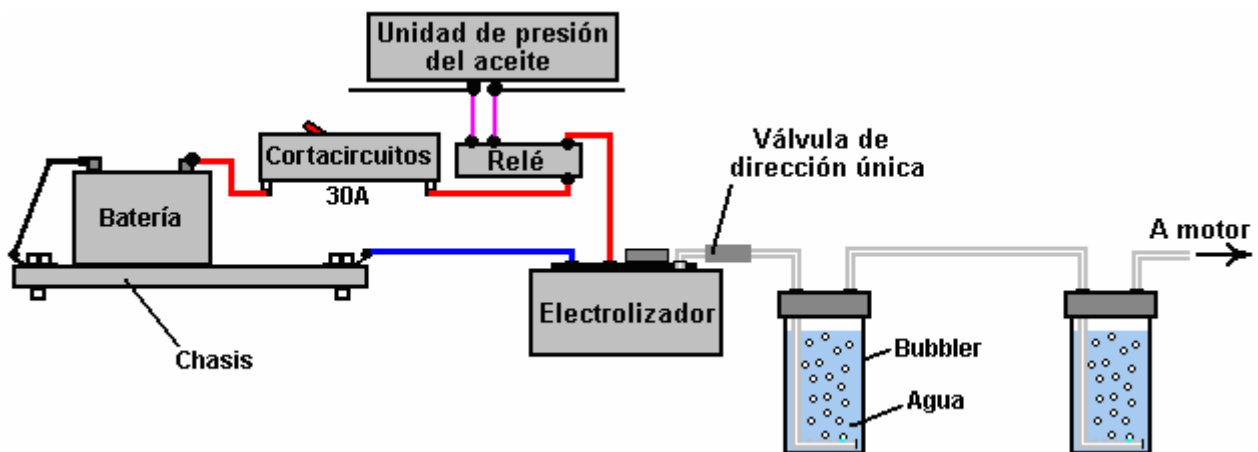 Unidad de presión
del aceite
Cortacircuitos
30A
Relé
Válvula de
dirección única
Batería
A motor
Electrolizador
Chasis
Bubbler
Agua